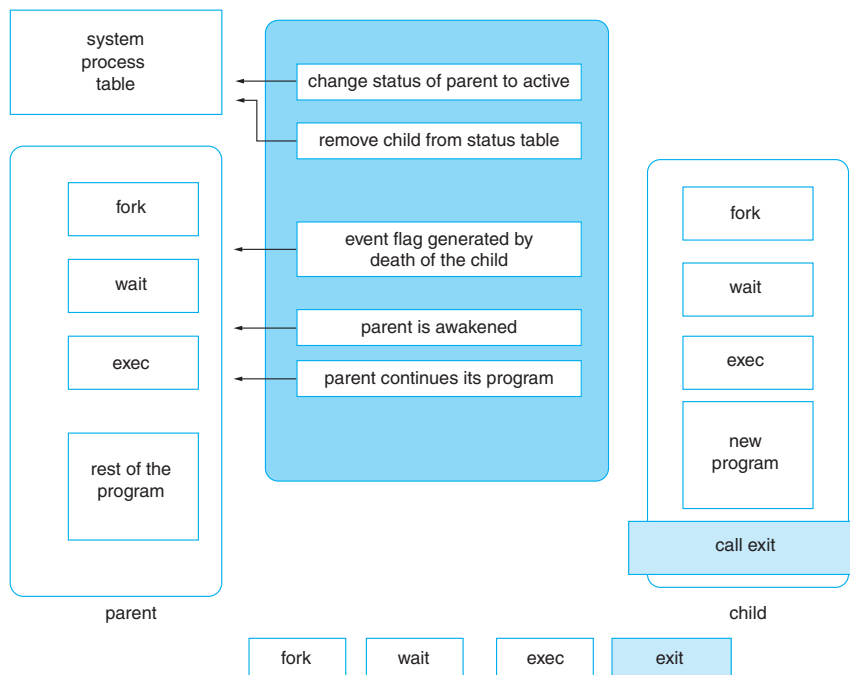 system
process
table
change status of parent to active
remove child from status table
event flag generated by
death of the child
parent is awakened
parent continues its program
fork
wait
exec
rest of the
program
parent
fork
wait
exec
new
program
call exit
child
fork
wait
exec
exit